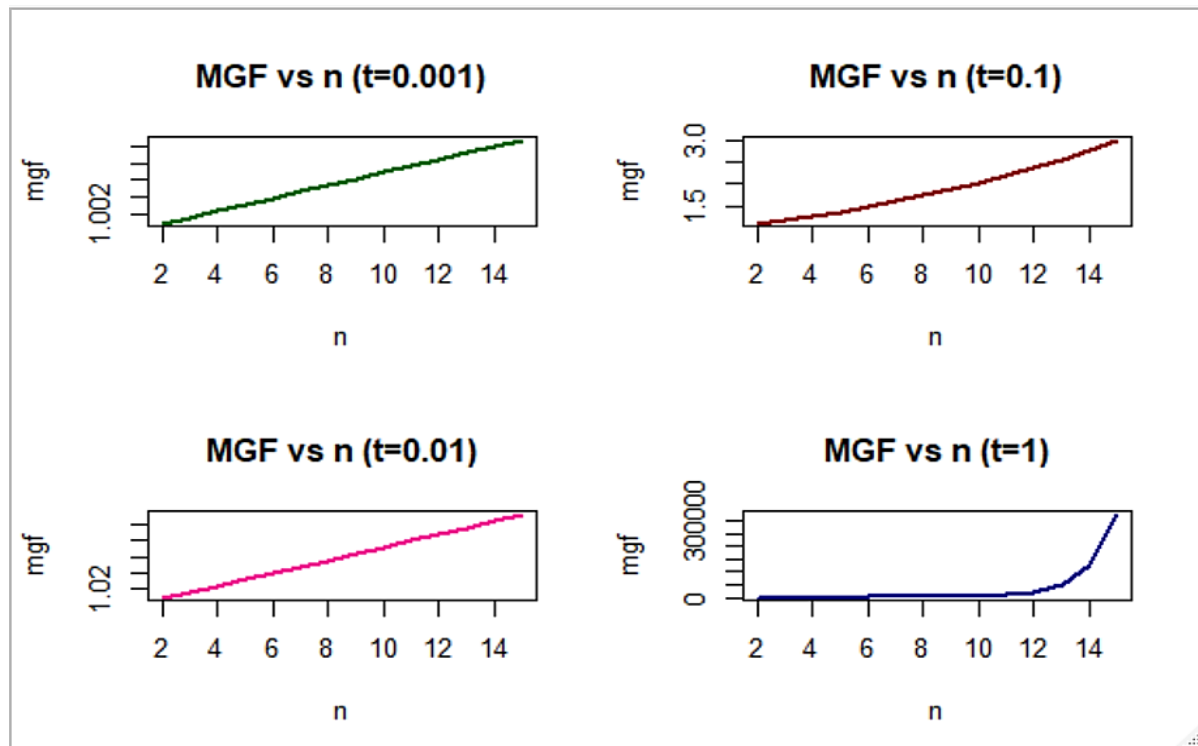 MGF vs n (t=0.001)
mgf
1.002
2 4 6 8 10 12 14
n
MGF vs n (t=0.1)
mgf
1.5 3.0
2 4 6 8 10 12 14
n
MGF vs n (t=0.01)
mgf
1.02
2 4 6 8 10 12 14
n
MGF vs n (t=1)
mgf
0 300000
2 4 6 8 10 12 14
n